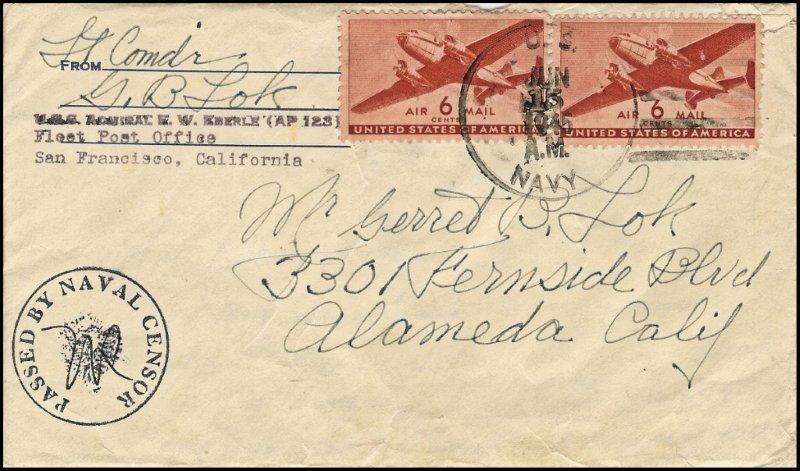 Lt Comdr
FROM
G. B. Lok
U.S.S. ADMIRAL E. W. EBERLE (AP 123)
Fleet Post Office
San Francisco, California
AIR 6 MAIL
CENTS
UNITED STATES OF AMERICA
AIR 6 MAIL
CENTS
UNITED STATES OF AMERICA
U.S.
JUN
15
1945
A.M.
NAVY
Mr Gerret B. Lok
3301 Fernside Blvd
Alameda Calif
PASSED BY NAVAL CENSOR